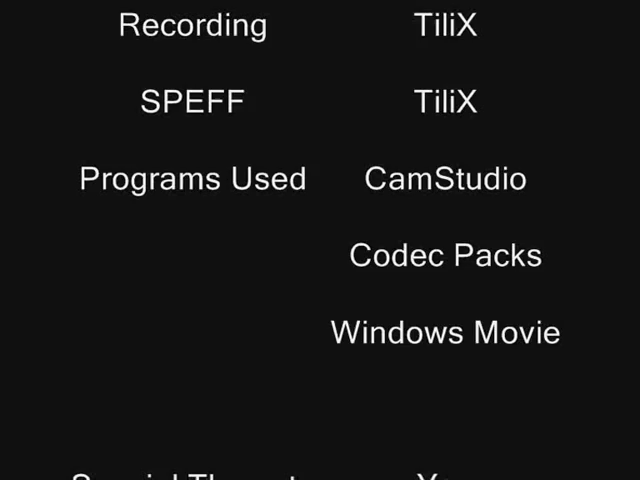 Recording TiliX
SPEFF TiliX
Programs Used CamStudio
Codec Packs
Windows Movie